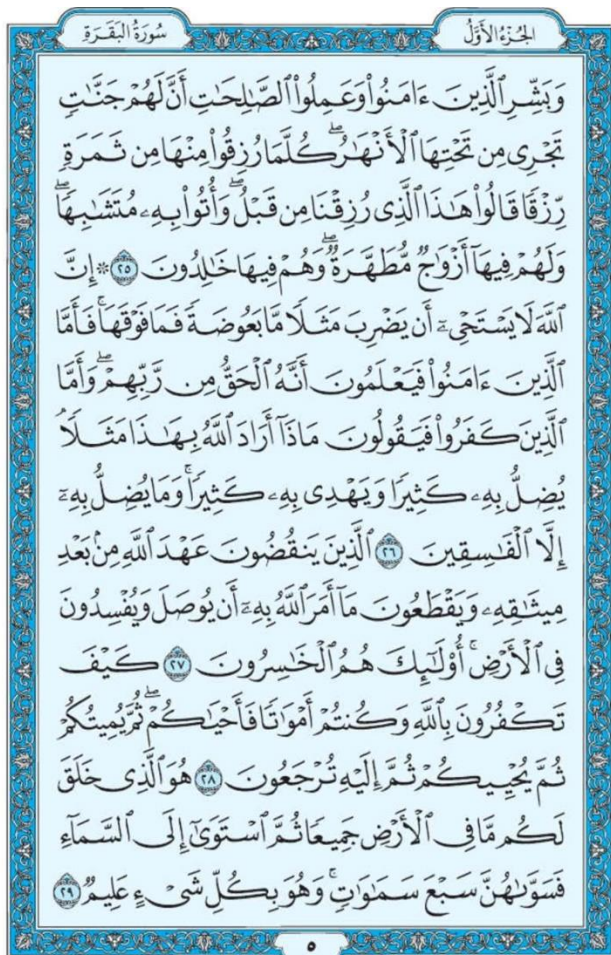 الجُزْءُ الأَوَّلُ
سُورَةُ البَقَرَةِ
وَبَشِّرِ ٱلَّذِينَ ءَامَنُوا۟ وَعَمِلُوا۟ ٱلصَّٰلِحَٰتِ أَنَّ لَهُمْ جَنَّٰتٍ
تَجْرِى مِن تَحْتِهَا ٱلْأَنْهَٰرُ ۖ كُلَّمَا رُزِقُوا۟ مِنْهَا مِن ثَمَرَةٍ
رِّزْقًا قَالُوا۟ هَٰذَا ٱلَّذِى رُزِقْنَا مِن قَبْلُ ۖ وَأُتُوا۟ بِهِۦ مُتَشَٰبِهًا ۖ
وَلَهُمْ فِيهَآ أَزْوَٰجٌ مُّطَهَّرَةٌ ۖ وَهُمْ فِيهَا خَٰلِدُونَ ٢٥ * إِنَّ
ٱللَّهَ لَا يَسْتَحْىِۦٓ أَن يَضْرِبَ مَثَلًا مَّا بَعُوضَةً فَمَا فَوْقَهَا ۚ فَأَمَّا
ٱلَّذِينَ ءَامَنُوا۟ فَيَعْلَمُونَ أَنَّهُ ٱلْحَقُّ مِن رَّبِّهِمْ ۖ وَأَمَّا
ٱلَّذِينَ كَفَرُوا۟ فَيَقُولُونَ مَاذَآ أَرَادَ ٱللَّهُ بِهَٰذَا مَثَلًا ۘ
يُضِلُّ بِهِۦ كَثِيرًا وَيَهْدِى بِهِۦ كَثِيرًا ۚ وَمَا يُضِلُّ بِهِۦٓ
إِلَّا ٱلْفَٰسِقِينَ ٢٦ ٱلَّذِينَ يَنقُضُونَ عَهْدَ ٱللَّهِ مِنۢ بَعْدِ
مِيثَٰقِهِۦ وَيَقْطَعُونَ مَآ أَمَرَ ٱللَّهُ بِهِۦٓ أَن يُوصَلَ وَيُفْسِدُونَ
فِى ٱلْأَرْضِ ۚ أُو۟لَٰٓئِكَ هُمُ ٱلْخَٰسِرُونَ ٢٧ كَيْفَ
تَكْفُرُونَ بِٱللَّهِ وَكُنتُمْ أَمْوَٰتًا فَأَحْيَٰكُمْ ۖ ثُمَّ يُمِيتُكُمْ
ثُمَّ يُحْيِيكُمْ ثُمَّ إِلَيْهِ تُرْجَعُونَ ٢٨ هُوَ ٱلَّذِى خَلَقَ
لَكُم مَّا فِى ٱلْأَرْضِ جَمِيعًا ثُمَّ ٱسْتَوَىٰٓ إِلَى ٱلسَّمَآءِ
فَسَوَّىٰهُنَّ سَبْعَ سَمَٰوَٰتٍ ۚ وَهُوَ بِكُلِّ شَىْءٍ عَلِيمٌ ٢٩
٥